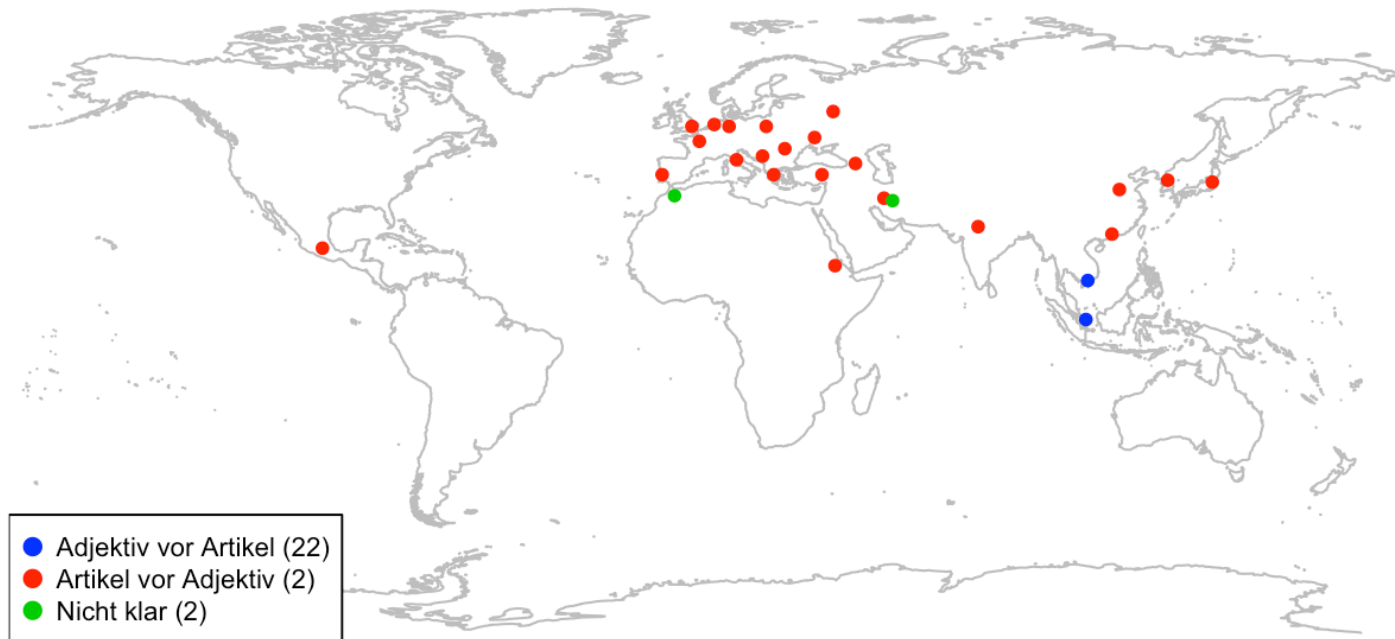 Adjektiv vor Artikel (22)
Artikel vor Adjektiv (2)
Nicht klar (2)